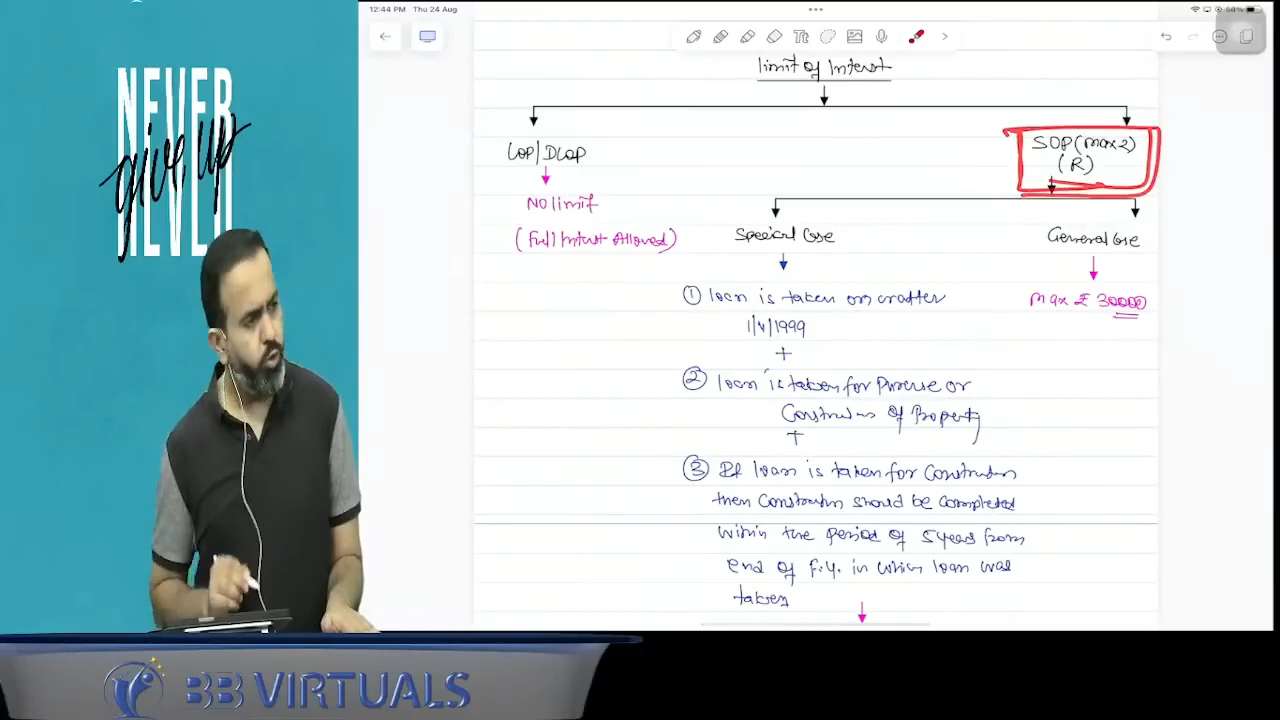 12:44 PM Thu 24 Aug
68%
NEVER
give up
NEVER
limit of Interest
LOP/DLOP
SOP (max 2)
(R)
NO limit
(Full Interest Allowed)
Special Case
General Case
① loan is taken on or after
1/4/1999
+
Max ₹ 30000
② loan is taken for Purchase or
Construction of Property
+
③ If loan is taken for Construction
then Construction should be completed
within the period of 5 years from
end of F.Y. in which loan was
taken
BB VIRTUALS